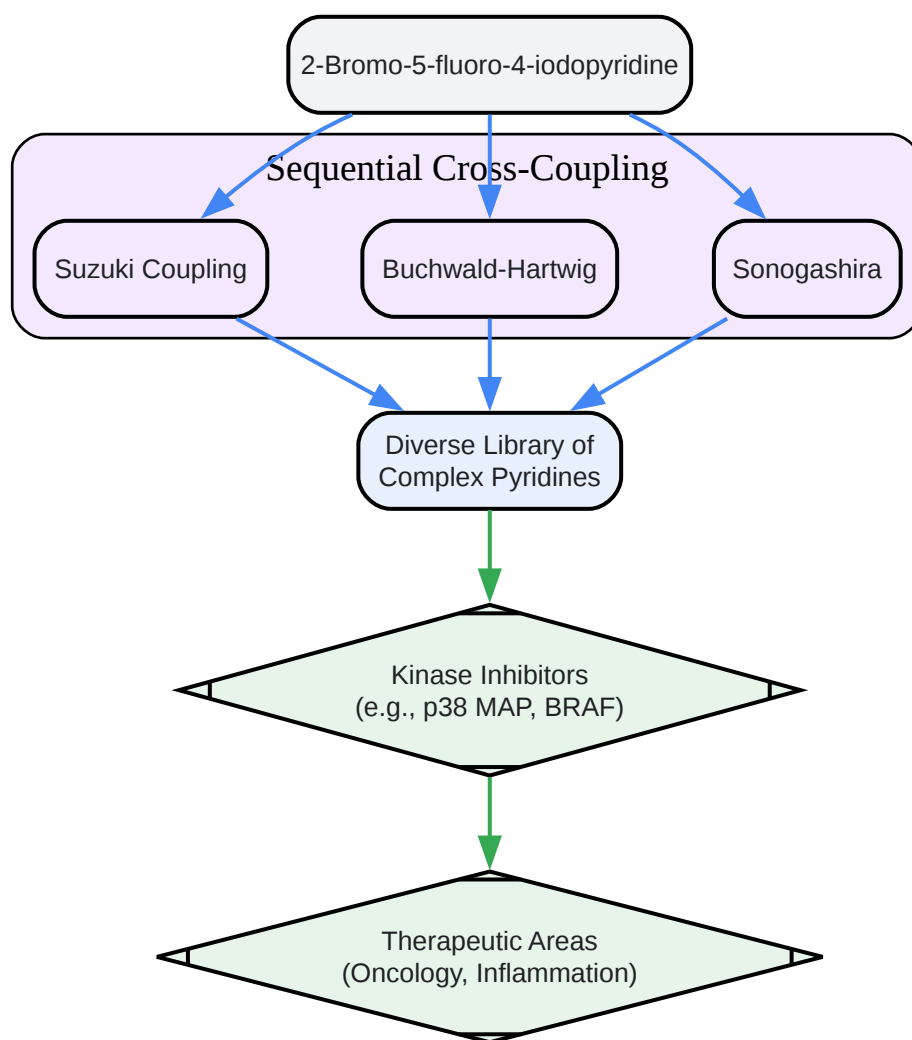 2-Bromo-5-fluoro-4-iodopyridine
Sequential Cross-Coupling
Suzuki Coupling
Buchwald-Hartwig
Sonogashira
Diverse Library of
Complex Pyridines
Kinase Inhibitors
(e.g., p38 MAP, BRAF)
Therapeutic Areas
(Oncology, Inflammation)